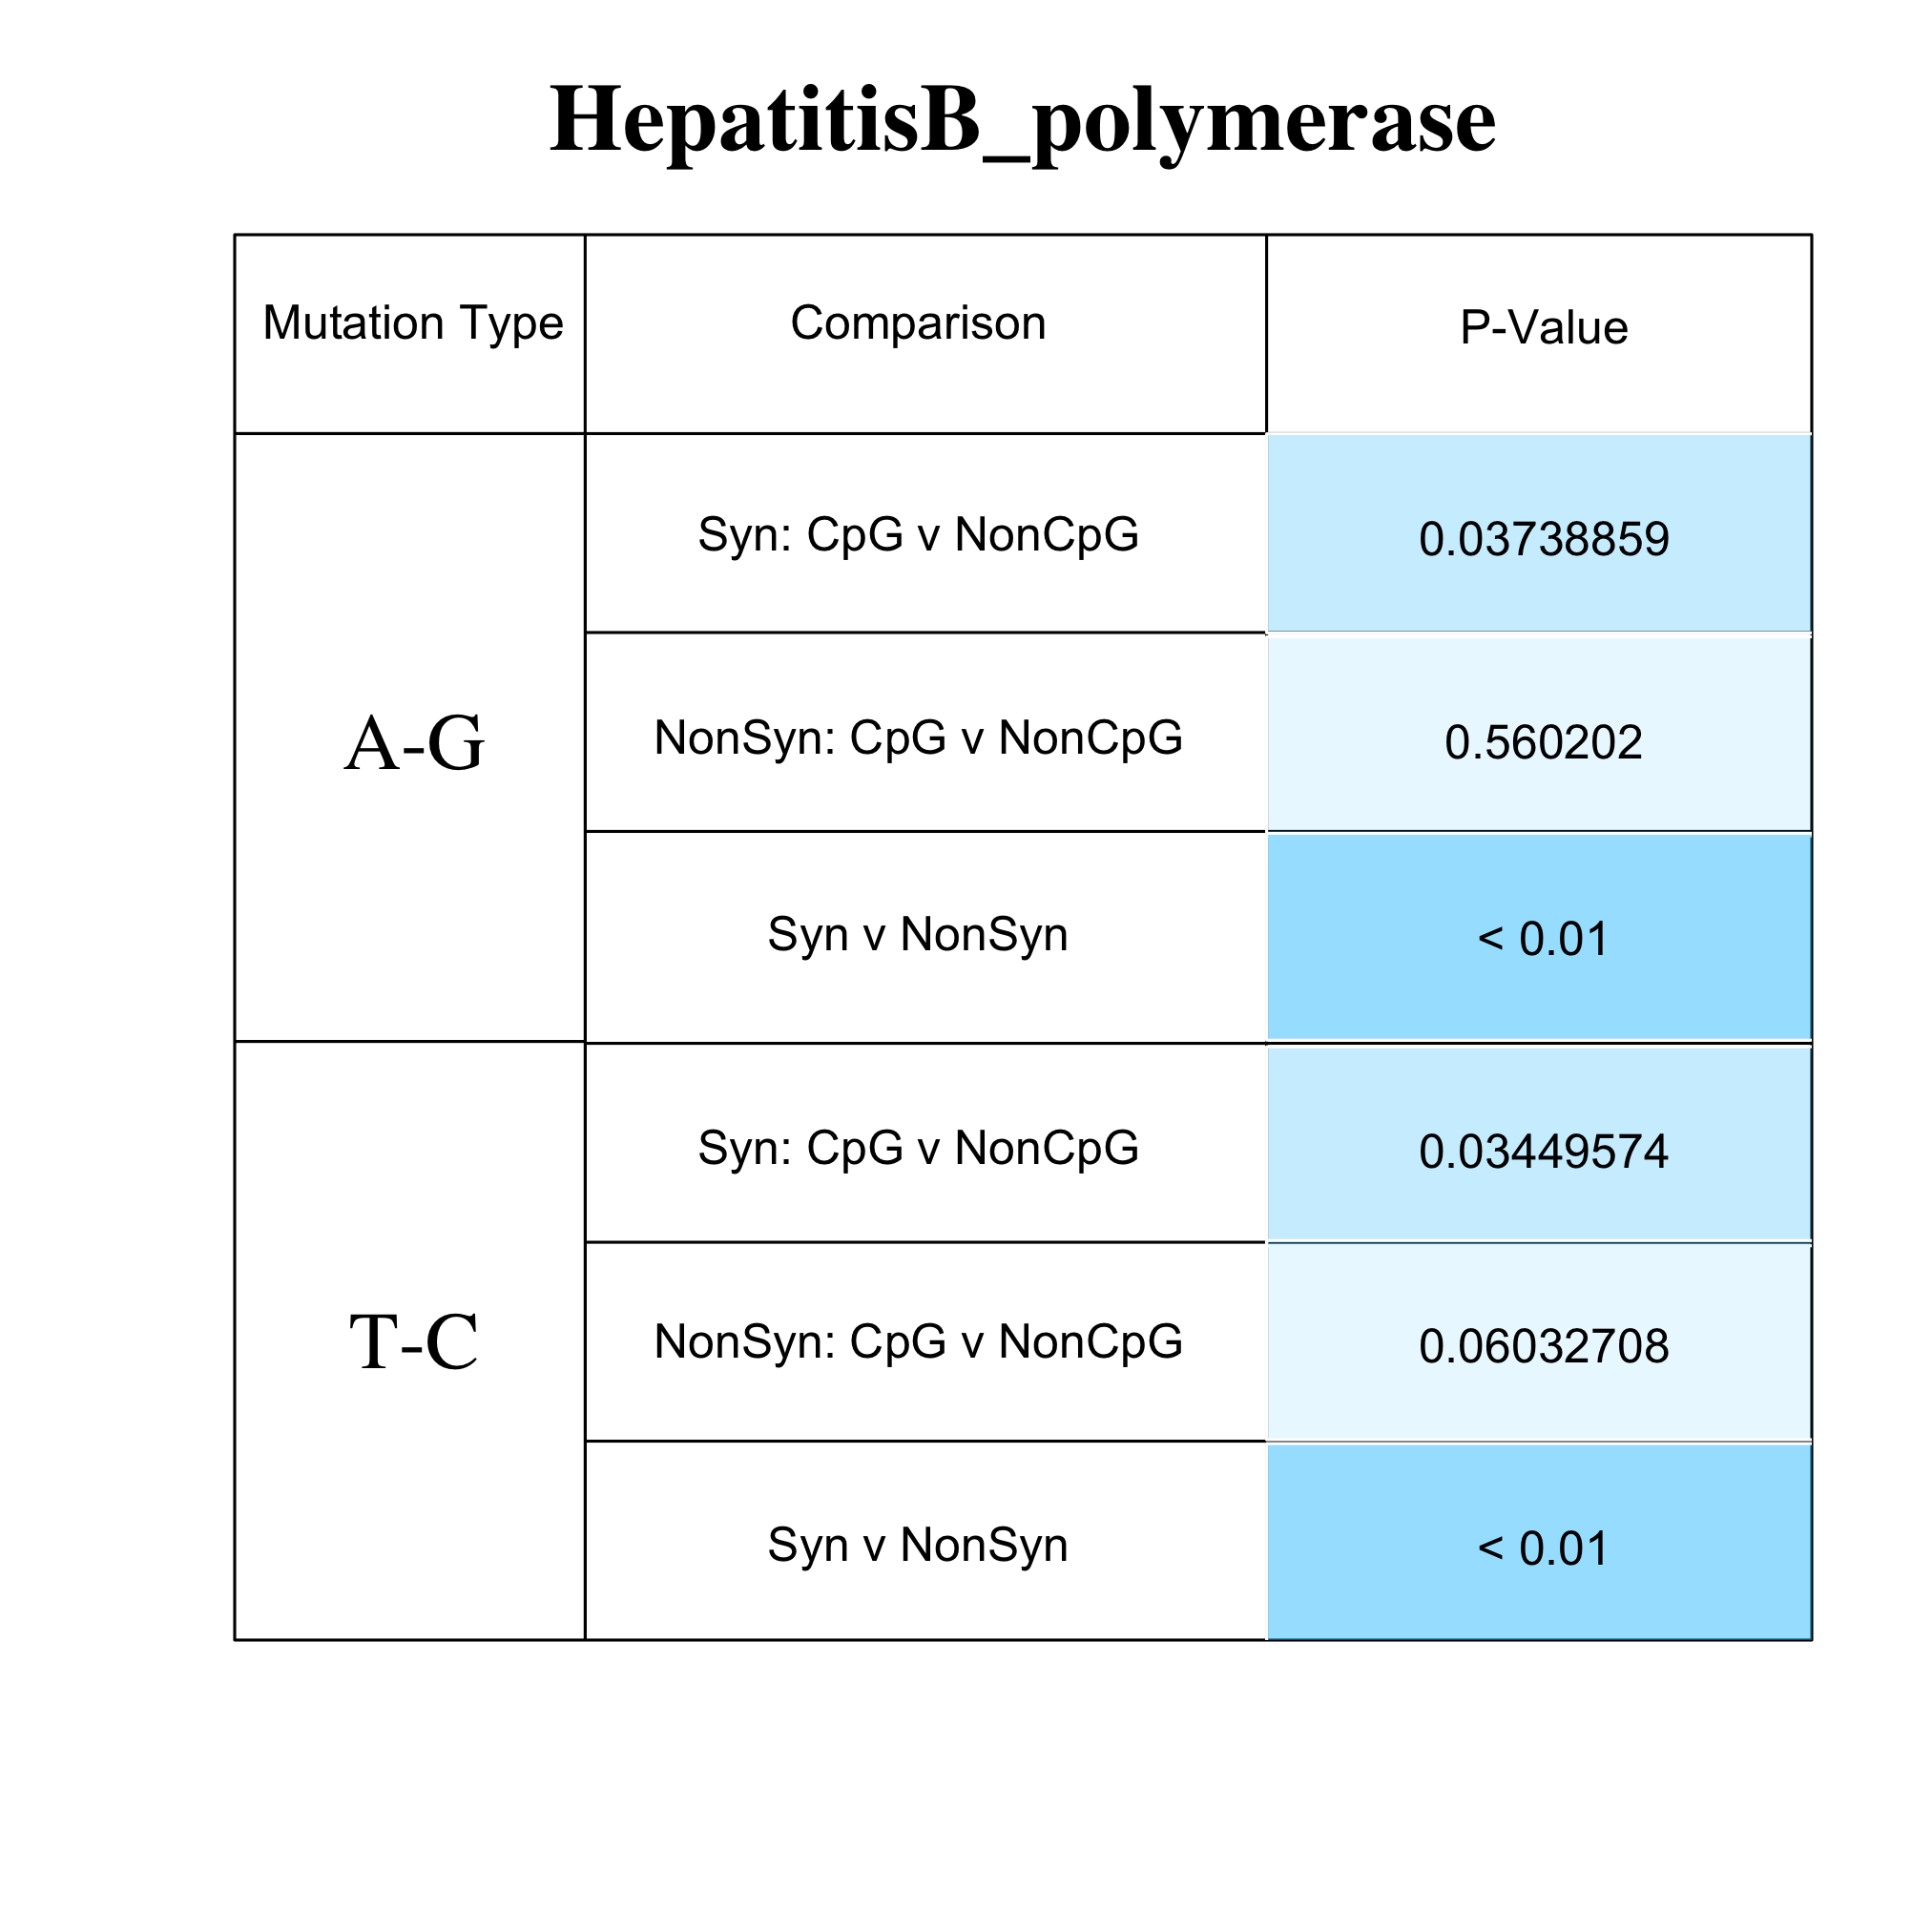 HepatitisB_polymerase
Mutation Type Comparison P-Value
A-G
Syn: CpG v NonCpG 0.03738859
NonSyn: CpG v NonCpG 0.560202
Syn v NonSyn < 0.01
T-C
Syn: CpG v NonCpG 0.03449574
NonSyn: CpG v NonCpG 0.06032708
Syn v NonSyn < 0.01